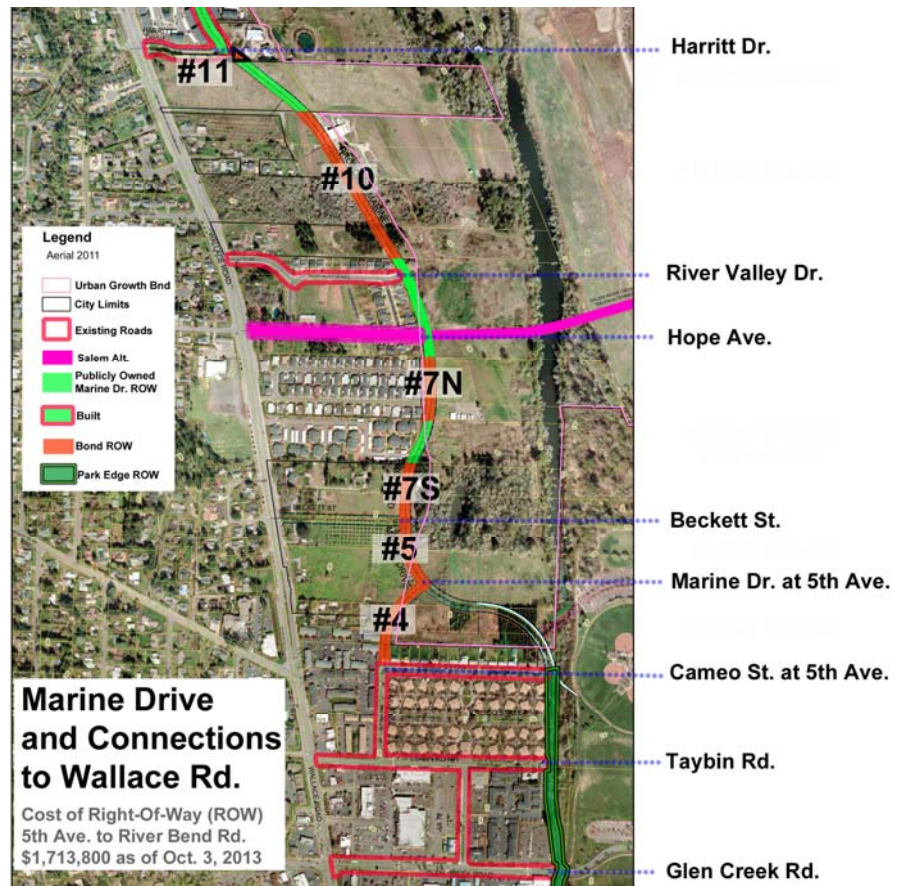 Harritt Dr.
#11
#10
Legend
Aerial 2011
Urban Growth Bnd
City Limits
Existing Roads
Salem Alt.
Publicly Owned
Marine Dr. ROW
Built
Bond ROW
Park Edge ROW
River Valley Dr.
Hope Ave.
#7N
#7S
Beckett St.
#5
Marine Dr. at 5th Ave.
#4
Cameo St. at 5th Ave.
Taybin Rd.
Glen Creek Rd.
Marine Drive
and Connections
to Wallace Rd.
Cost of Right-Of-Way (ROW)
5th Ave. to River Bend Rd.
$1,713,800 as of Oct. 3, 2013
WALLACE ROAD